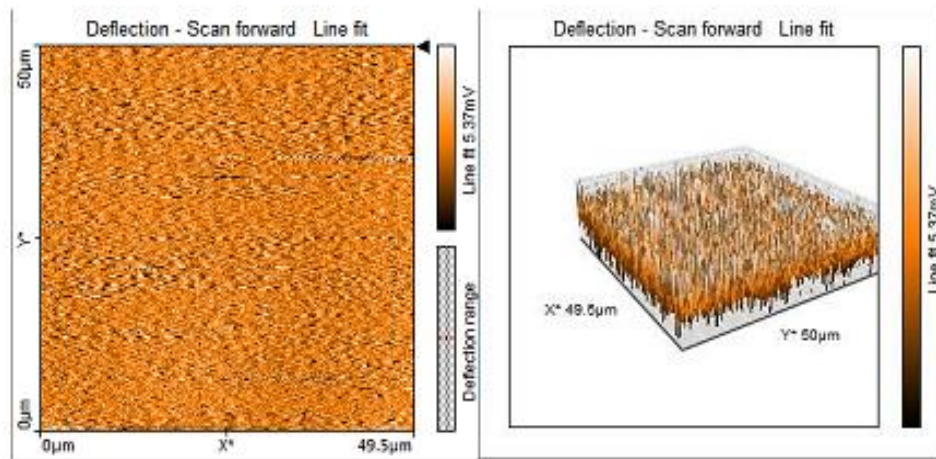 Deflection - Scan forward   Line fit
50µm
Y*
0µm
0µm
X*
49.5µm
Line fit 5.37mV
Deflection range
Deflection - Scan forward   Line fit
X* 49.5µm
Y* 50µm
Line fit 5.37mV